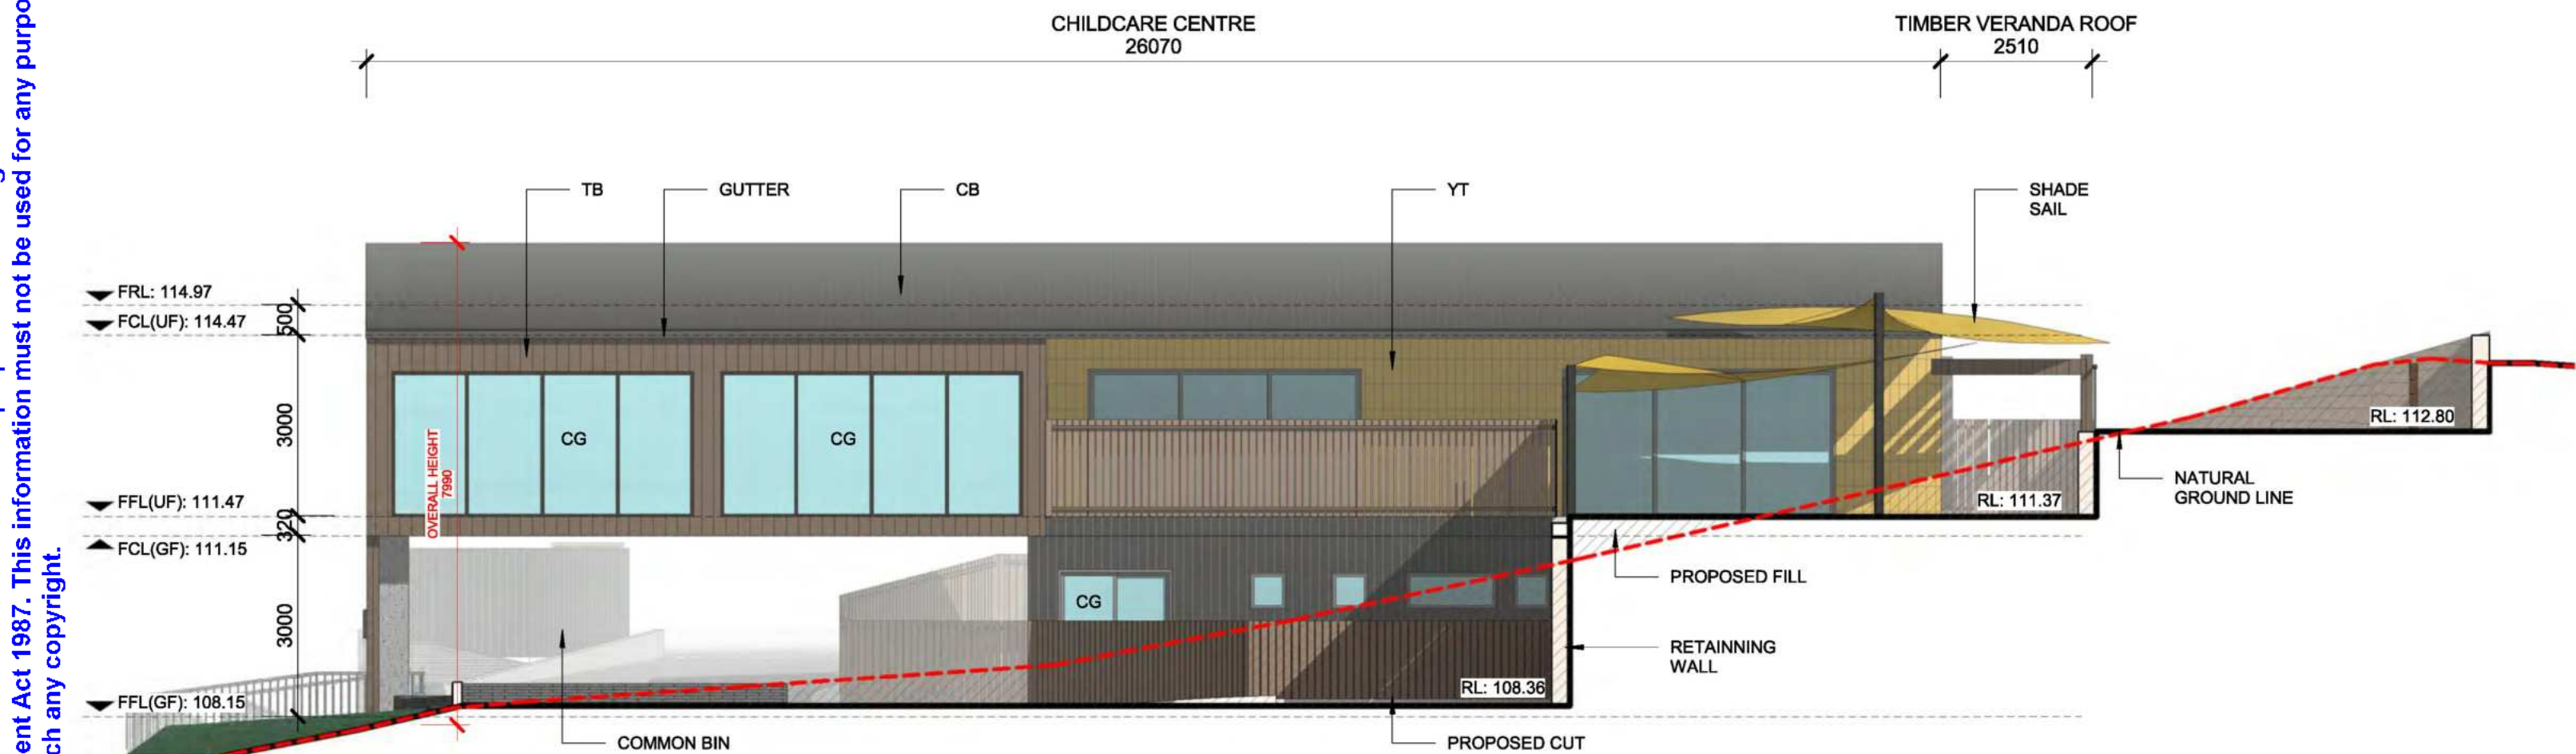 ent Act 1987. This information must not be used for any purpo
ch any copyright.
CHILDCARE CENTRE
26070
TIMBER VERANDA ROOF
2510
TB
GUTTER
CB
YT
SHADE
SAIL
FRL: 114.97
FCL(UF): 114.47
FFL(UF): 111.47
FCL(GF): 111.15
FFL(GF): 108.15
500
3000
320
3000
OVERALL HEIGHT
7990
CG
CG
CG
RL: 112.80
RL: 111.37
RL: 108.36
NATURAL
GROUND LINE
PROPOSED FILL
RETAINNING
WALL
COMMON BIN
PROPOSED CUT